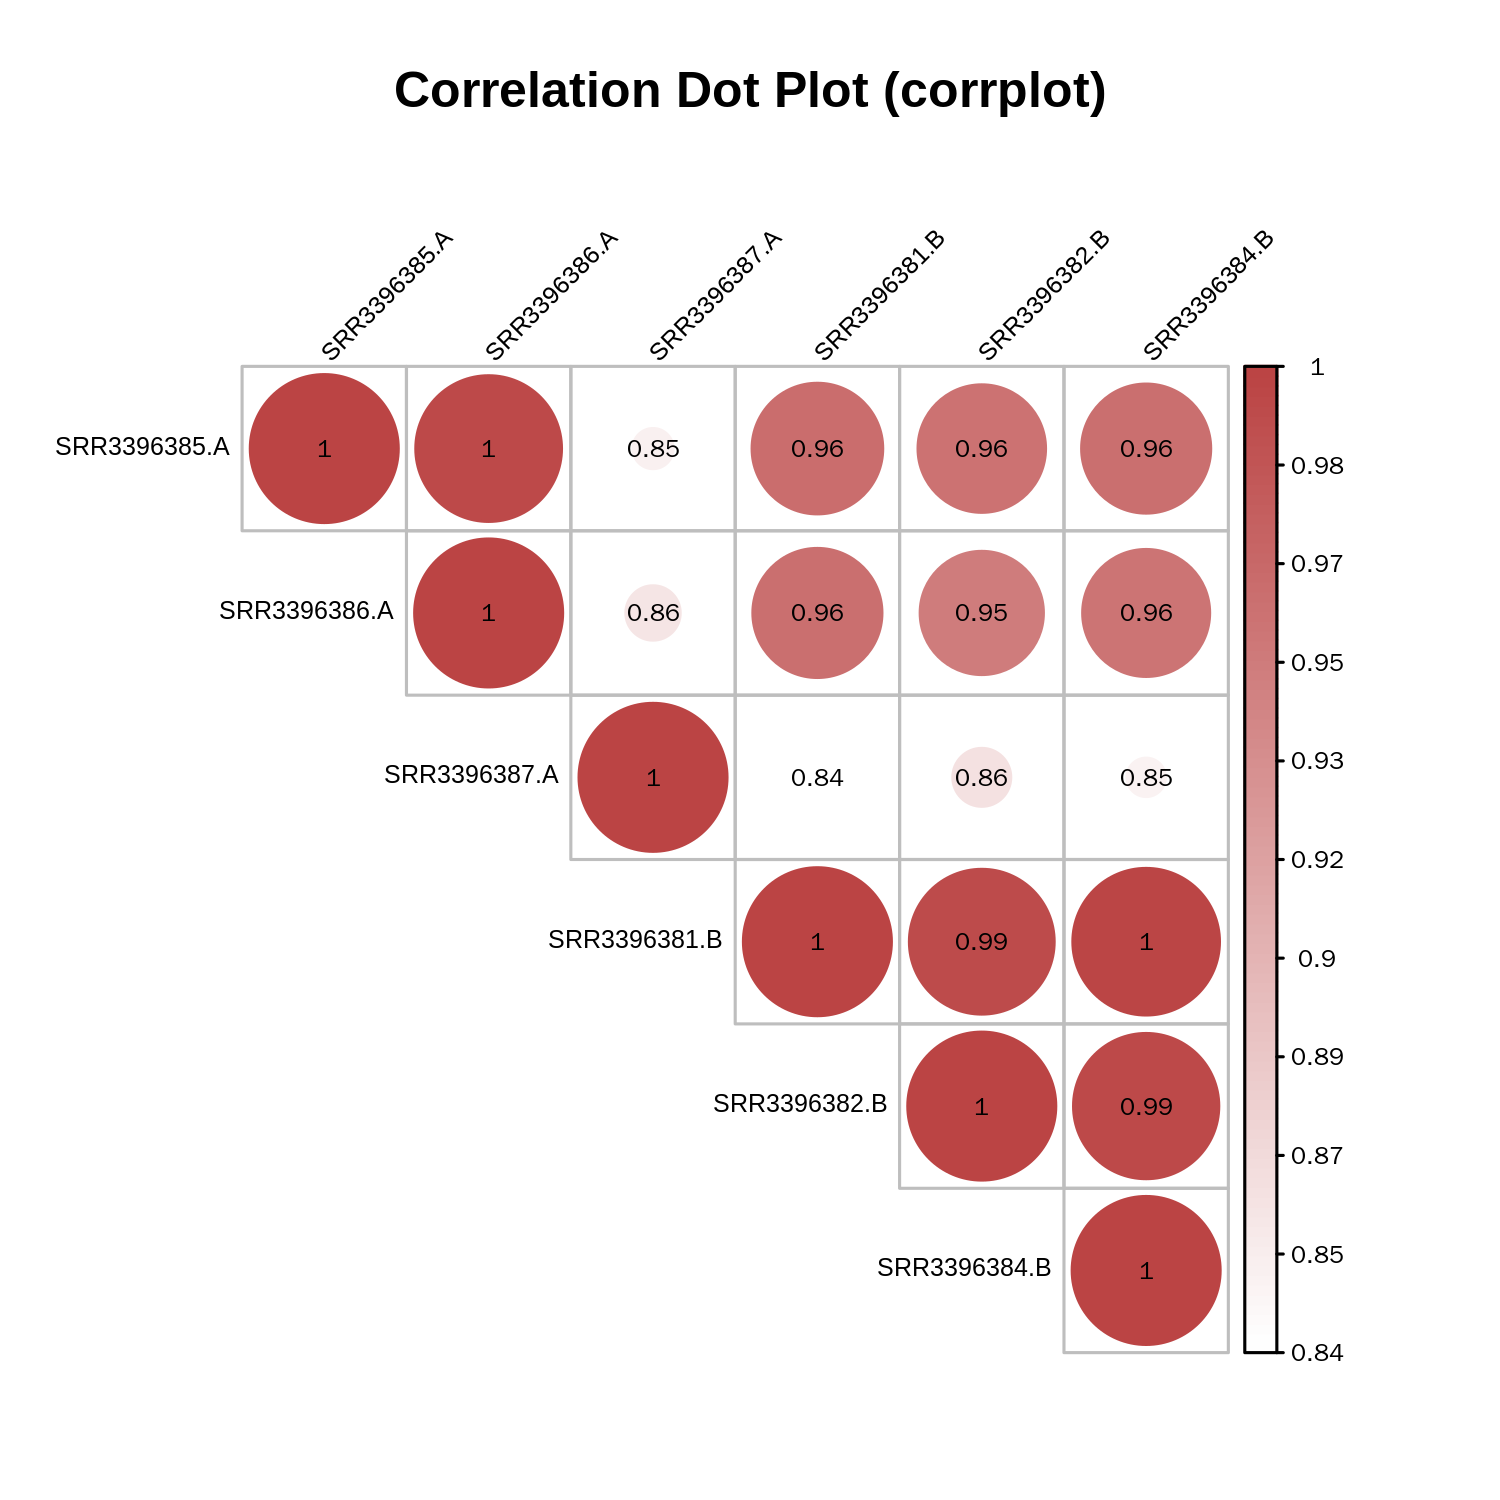 Correlation Dot Plot (corrplot)
SRR3396385.A SRR3396386.A SRR3396387.A SRR3396381.B SRR3396382.B SRR3396384.B
SRR3396385.A 1 1 0.85 0.96 0.96 0.96
SRR3396386.A 1 0.86 0.96 0.95 0.96
SRR3396387.A 1 0.84 0.86 0.85
SRR3396381.B 1 0.99 1
SRR3396382.B 1 0.99
SRR3396384.B 1
1
0.98
0.97
0.95
0.93
0.92
0.9
0.89
0.87
0.85
0.84